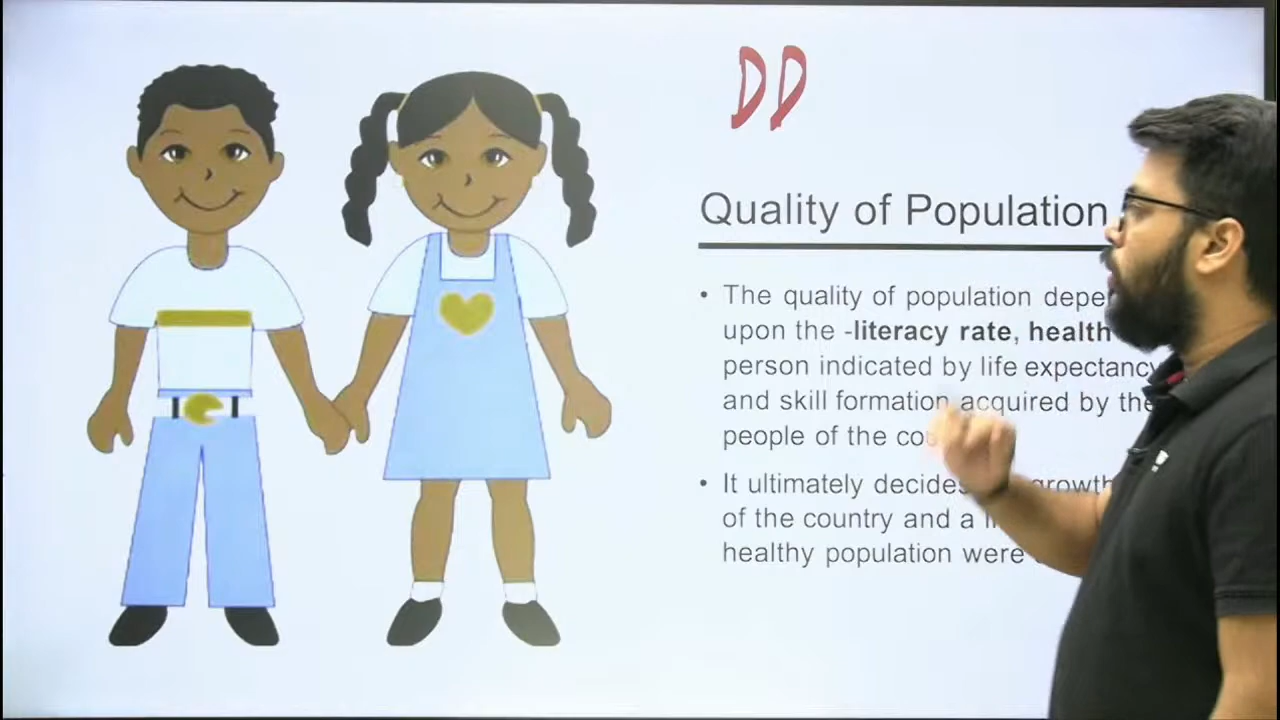 DD
Quality of Population
• The quality of population
upon the -literacy rate, health
person indicated by life expectancy
and skill formation acquired by the
people of the
• It ultimately decides growth
of the country and a
healthy population were